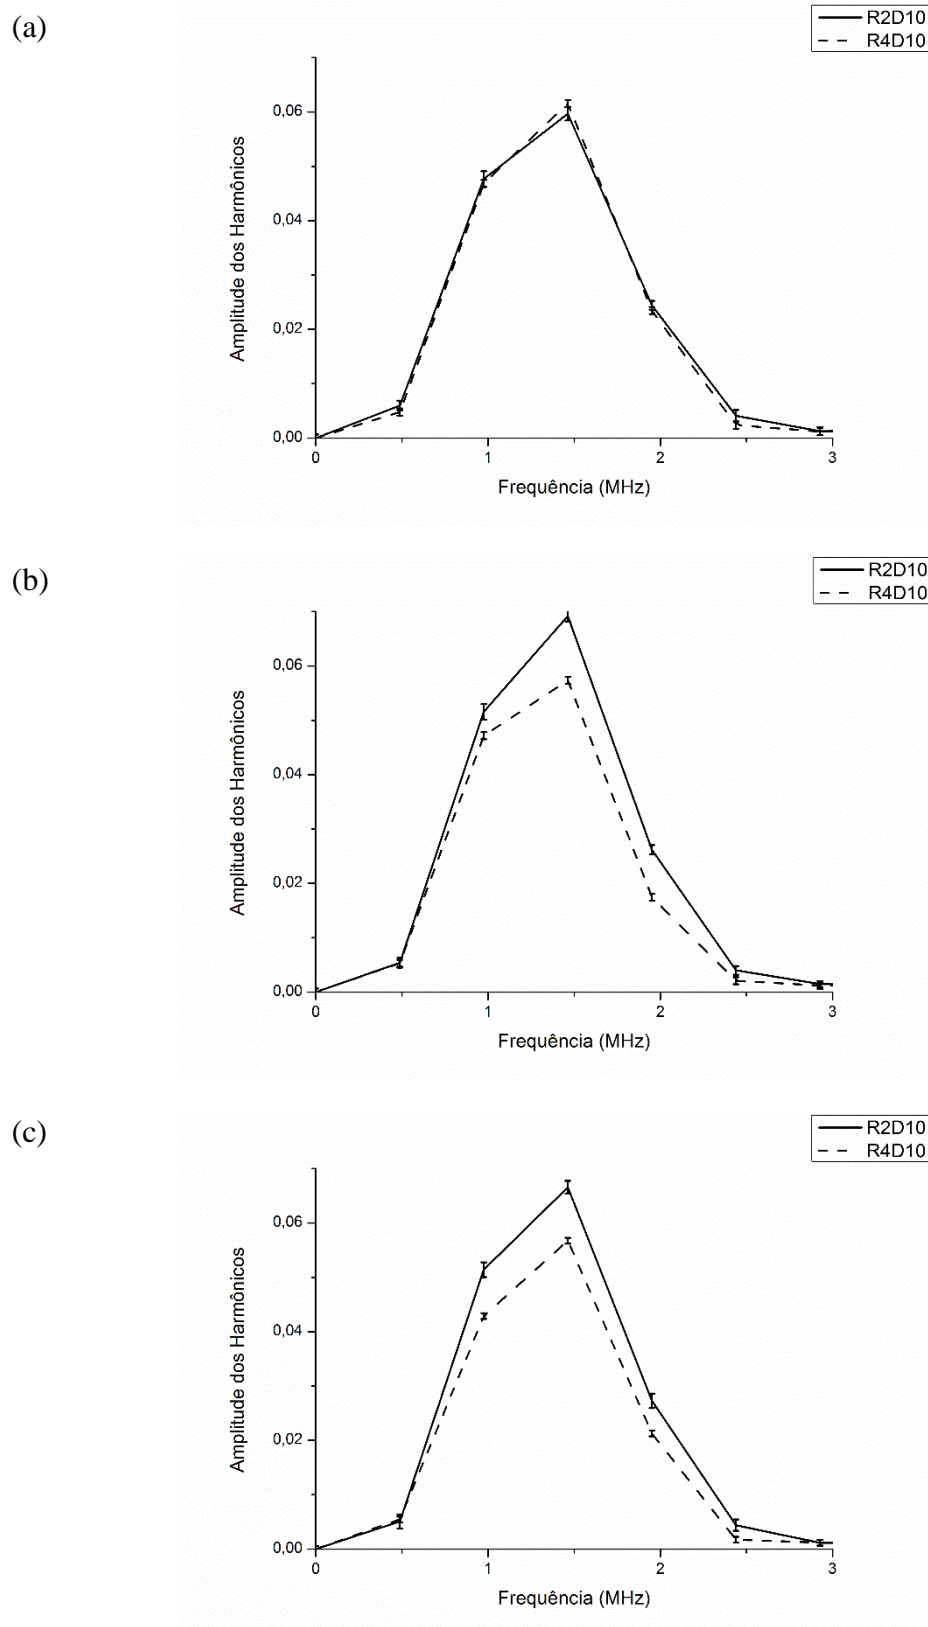 (a)
R2D10
R4D10
0,06
0,04
0,02
0,00
Amplitude dos Harmônicos
0 1 2 3
Frequência (MHz)
(b)
R2D10
R4D10
0,06
0,04
0,02
0,00
Amplitude dos Harmônicos
0 1 2 3
Frequência (MHz)
(c)
R2D10
R4D10
0,06
0,04
0,02
0,00
Amplitude dos Harmônicos
0 1 2 3
Frequência (MHz)